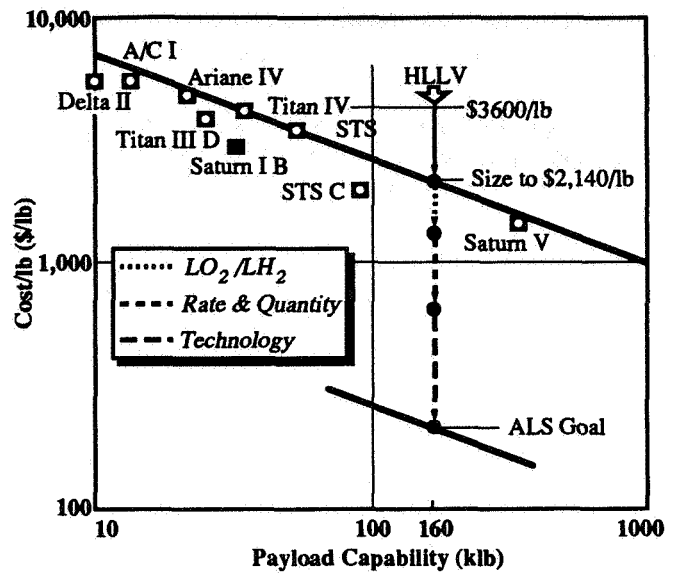 10,000
A/C I
HLLV
Ariane IV
Delta II
Titan IV
$3600/lb
Titan III D
STS
Saturn I B
STS C
Size to $2,140/lb
Saturn V
Cost/lb ($/lb)
1,000
LO2/LH2
Rate & Quantity
Technology
ALS Goal
100
10
100
160
1000
Payload Capability (klb)